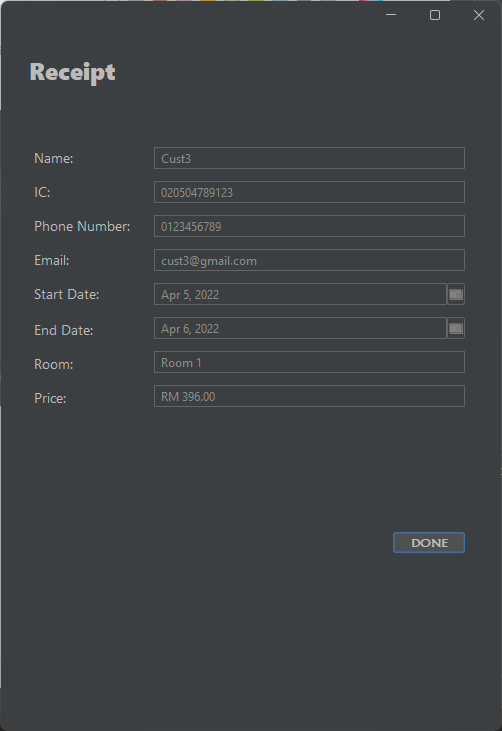 Receipt
Name: Cust3
IC: 020504789123
Phone Number: 0123456789
Email: cust3@gmail.com
Start Date: Apr 5, 2022
End Date: Apr 6, 2022
Room: Room 1
Price: RM 396.00
DONE